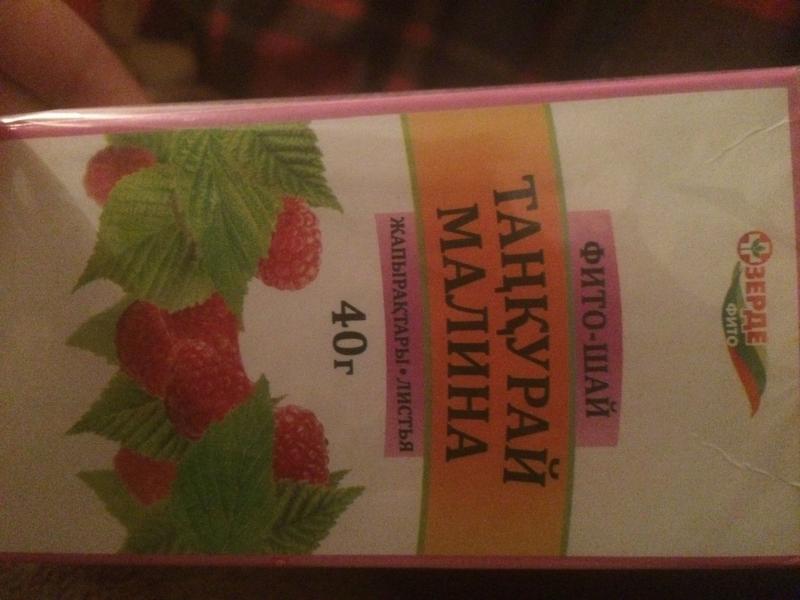 ЗЕРДЕ
ФИТО
ФИТО-ШАЙ
ТАҢҚУРАЙ
МАЛИНА
ЖАПЫРАҚТАРЫ • ЛИСТЬЯ
40г